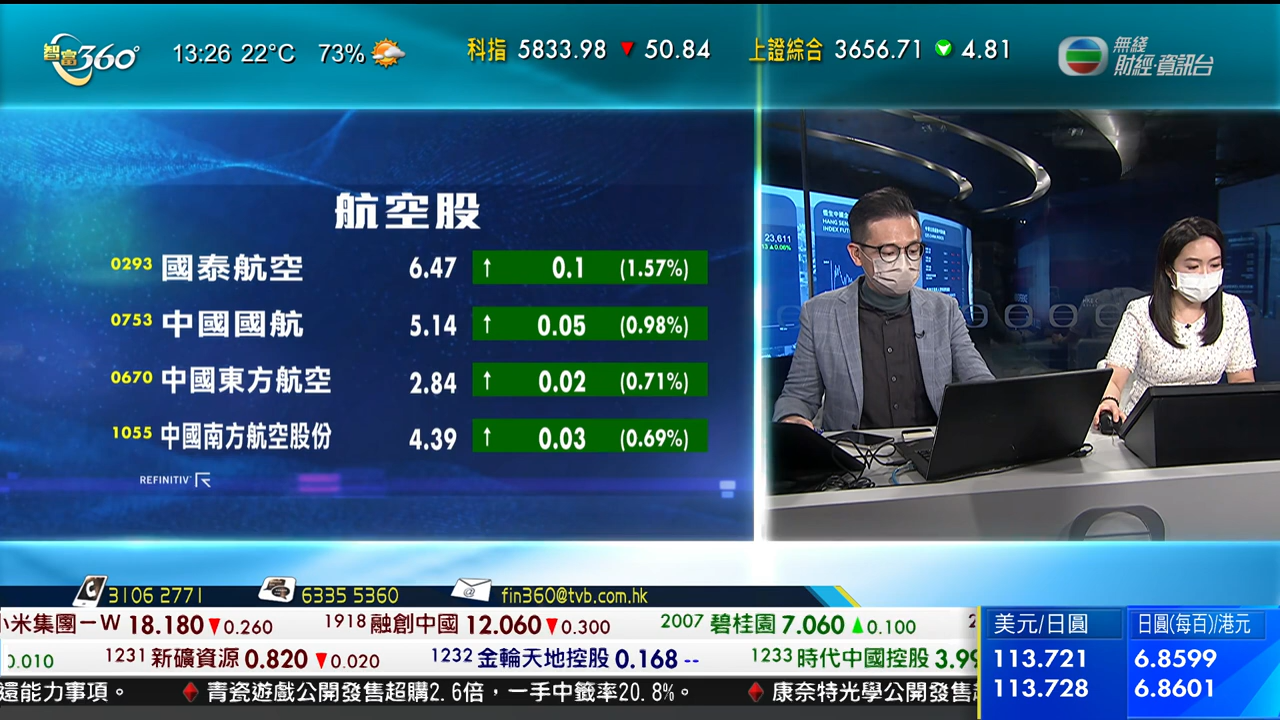 智富360°
13:26 22°C 73%
科指 5833.98 ▼ 50.84
上證綜合 3656.71 4.81
無綫
財經·資訊台
航空股
0293 國泰航空 6.47 ↑ 0.1 (1.57%)
0753 中國國航 5.14 ↑ 0.05 (0.98%)
0670 中國東方航空 2.84 ↑ 0.02 (0.71%)
1055 中國南方航空股份 4.39 ↑ 0.03 (0.69%)
REFINITIV
23,611
HANG SEN
INDEX FUTU
3106 2771 6335 5360 fin360@tvb.com.hk
小米集團－W 18.180 ▼0.260 1918 融創中國 12.060 ▼0.300 2007 碧桂園 7.060 ▲0.100
0.010 1231 新礦資源 0.820 ▼0.020 1232 金輪天地控股 0.168 -- 1233 時代中國控股 3.99
還能力事項。 ♦ 青瓷遊戲公開發售超購2.6倍，一手中籤率20.8%。 ♦ 康奈特光學公開發售超
美元/日圓 日圓(每百)/港元
113.721 6.8599
113.728 6.8601